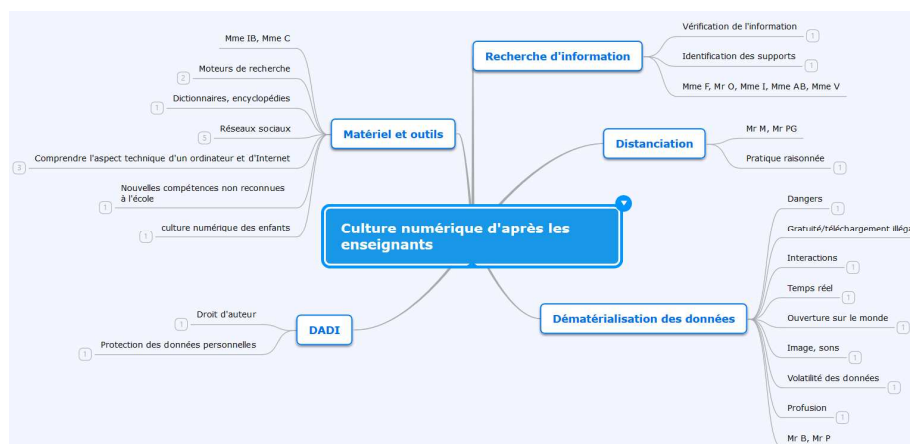 Culture numérique d'après les
enseignants
Recherche d'information
Vérification de l'information
1
Identification des supports
1
Mme F, Mr O, Mme I, Mme AB, Mme V
Distanciation
Mr M, Mr PG
Pratique raisonnée
1
Dématérialisation des données
Dangers
1
Gratuité/téléchargement illéga
Interactions
1
Temps réel
1
Ouverture sur le monde
1
Image, sons
1
Volatilité des données
1
Profusion
1
Mr B, Mr P
Matériel et outils
Mme IB, Mme C
Moteurs de recherche
2
Dictionnaires, encyclopédies
1
Réseaux sociaux
5
Comprendre l'aspect technique d'un ordinateur et d'Internet
3
Nouvelles compétences non reconnues
à l'école
1
culture numérique des enfants
1
DADI
Droit d'auteur
1
Protection des données personnelles
1